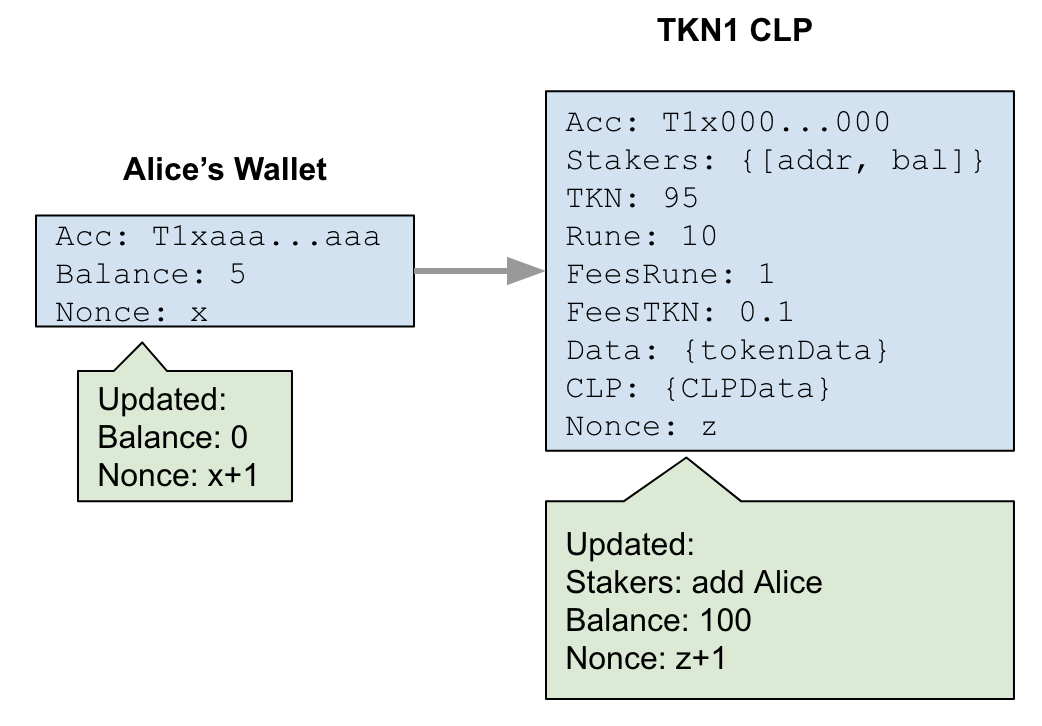 TKN1 CLP
Alice’s Wallet
Acc: T1xaaa...aaa
Balance: 5
Nonce: x
Updated:
Balance: 0
Nonce: x+1
Acc: T1x000...000
Stakers: {[addr, bal]}
TKN: 95
Rune: 10
FeesRune: 1
FeesTKN: 0.1
Data: {tokenData}
CLP: {CLPData}
Nonce: z
Updated:
Stakers: add Alice
Balance: 100
Nonce: z+1